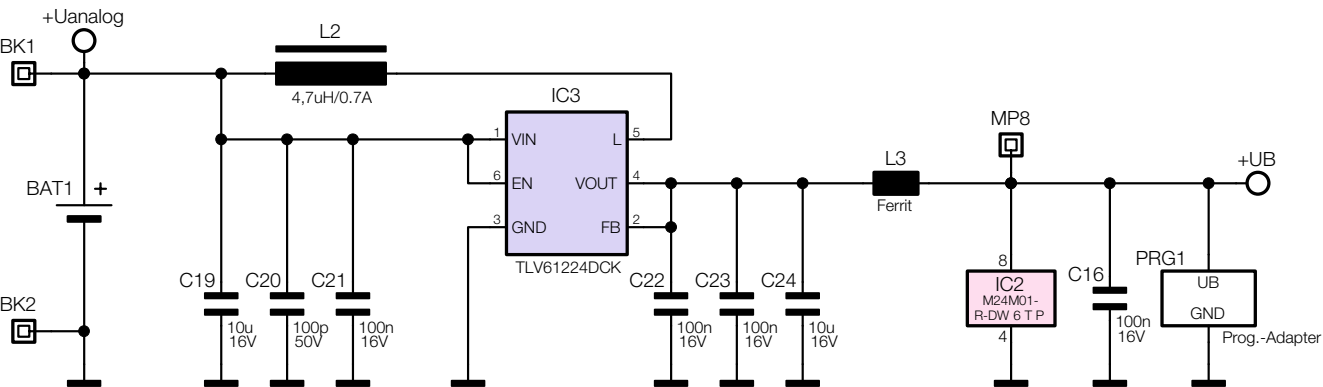 +Uanalog
BK1
L2
4,7uH/0.7A
IC3
1
VIN
L
5
6
EN
VOUT
4
3
GND
FB
2
TLV61224DCK
MP8
L3
Ferrit
+UB
BAT1
+
BK2
C19
10u
16V
C20
100p
50V
C21
100n
16V
C22
100n
16V
C23
100n
16V
C24
10u
16V
8
IC2
M24M01-
R-DW 6 T P
4
C16
100n
16V
PRG1
UB
GND
Prog.-Adapter